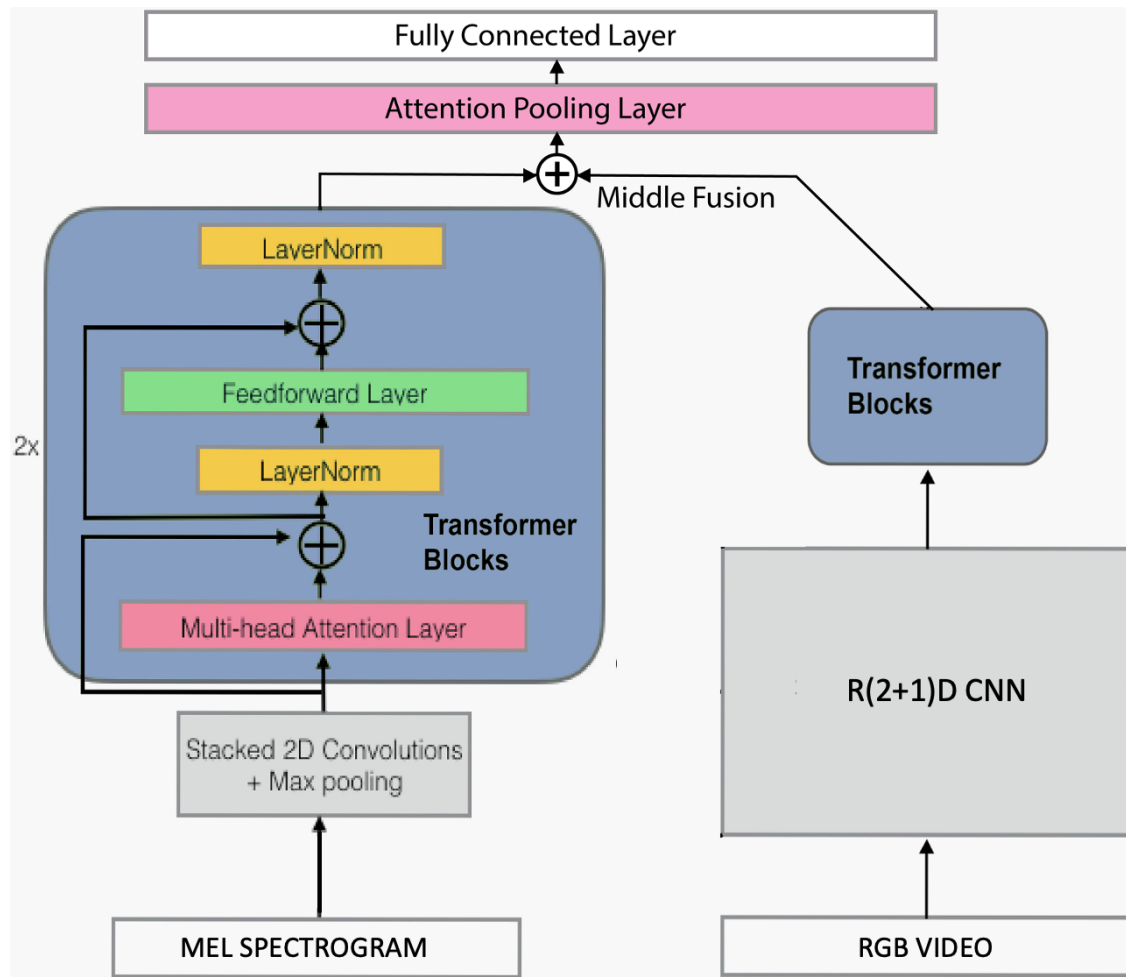 Fully Connected Layer
Attention Pooling Layer
Middle Fusion
LayerNorm
Feedforward Layer
2x
LayerNorm
Transformer
Blocks
Multi-head Attention Layer
Stacked 2D Convolutions
+ Max pooling
MEL SPECTROGRAM
Transformer
Blocks
R(2+1)D CNN
RGB VIDEO